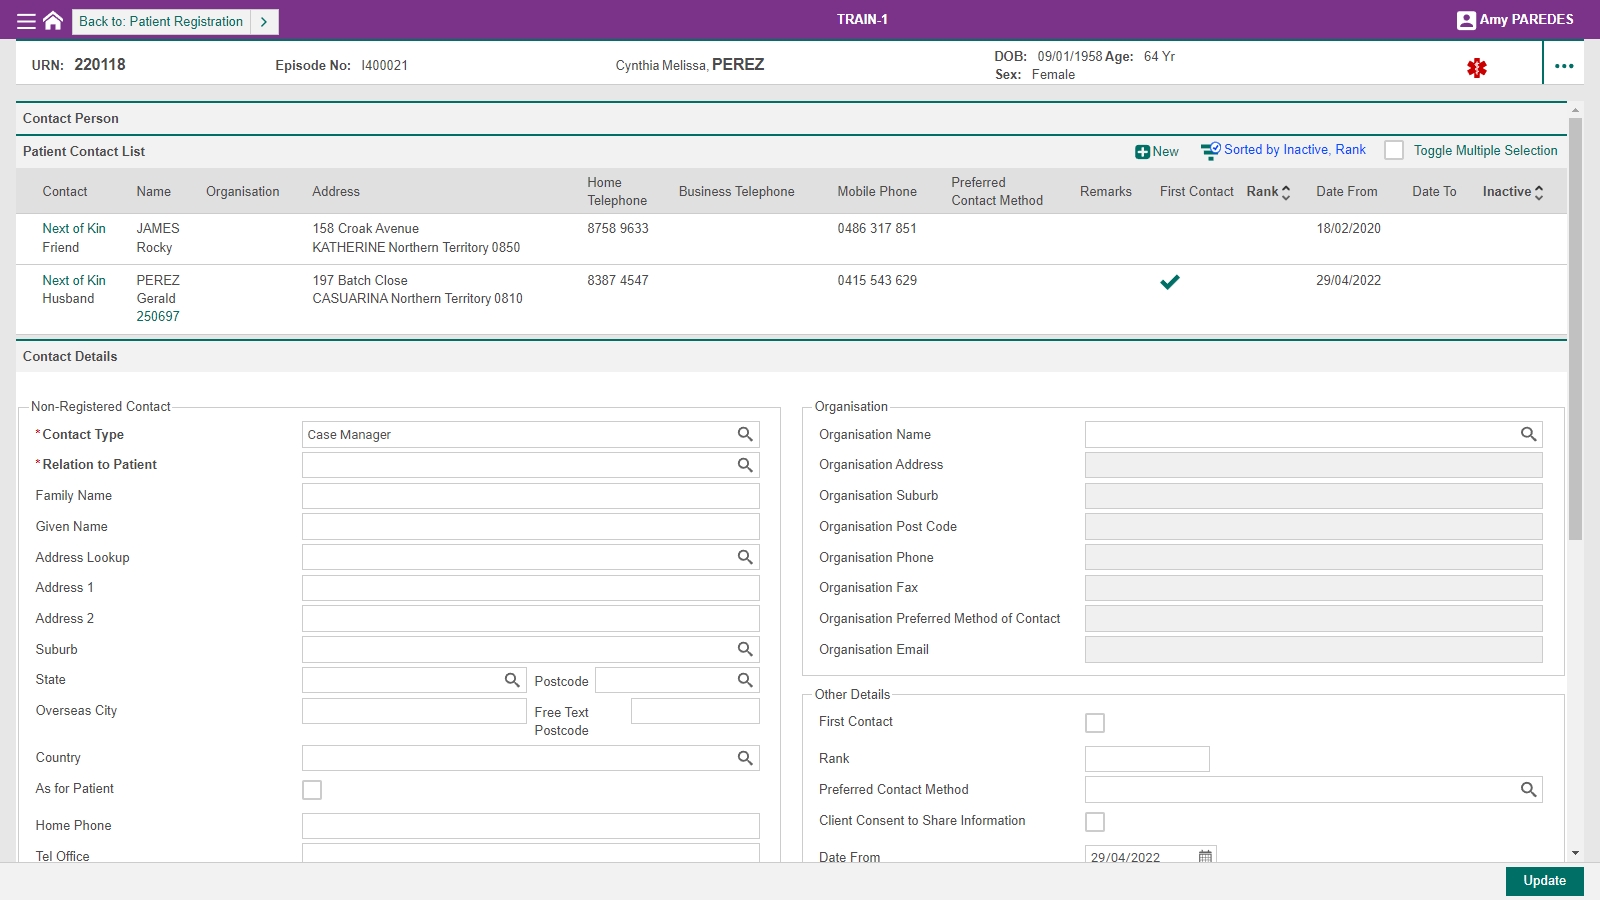 Back to: Patient Registration
TRAIN-1
Amy PAREDES
URN: 220118 Episode No: I400021 Cynthia Melissa, PEREZ DOB: 09/01/1958 Age: 64 Yr
Sex: Female
Contact Person
Patient Contact List New Sorted by Inactive, Rank Toggle Multiple Selection
Contact Name Organisation Address Home Telephone Business Telephone Mobile Phone Preferred Contact Method Remarks First Contact Rank Date From Date To Inactive
Next of Kin JAMES 158 Croak Avenue 8758 9633 0486 317 851 18/02/2020
Friend Rocky KATHERINE Northern Territory 0850
Next of Kin PEREZ 197 Batch Close 8387 4547 0415 543 629 29/04/2022
Husband Gerald CASUARINA Northern Territory 0810
250697
Contact Details
Non-Registered Contact
*Contact Type Case Manager
*Relation to Patient
Family Name
Given Name
Address Lookup
Address 1
Address 2
Suburb
State Postcode
Overseas City Free Text
Postcode
Country
As for Patient
Home Phone
Tel Office
Organisation
Organisation Name
Organisation Address
Organisation Suburb
Organisation Post Code
Organisation Phone
Organisation Fax
Organisation Preferred Method of Contact
Organisation Email
Other Details
First Contact
Rank
Preferred Contact Method
Client Consent to Share Information
Date From 29/04/2022
Update